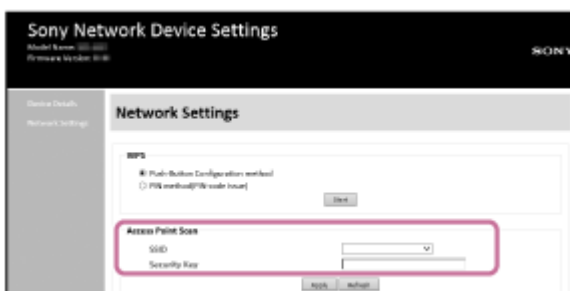 Sony Network Device Settings
Model Name
Firmware Version
SONY
Device Details
Network Settings
Network Settings
WPS
Push-Button Configuration method
PIN method(PIN code issue)
Start
Access Point Scan
SSID
Security Key
Apply Refresh